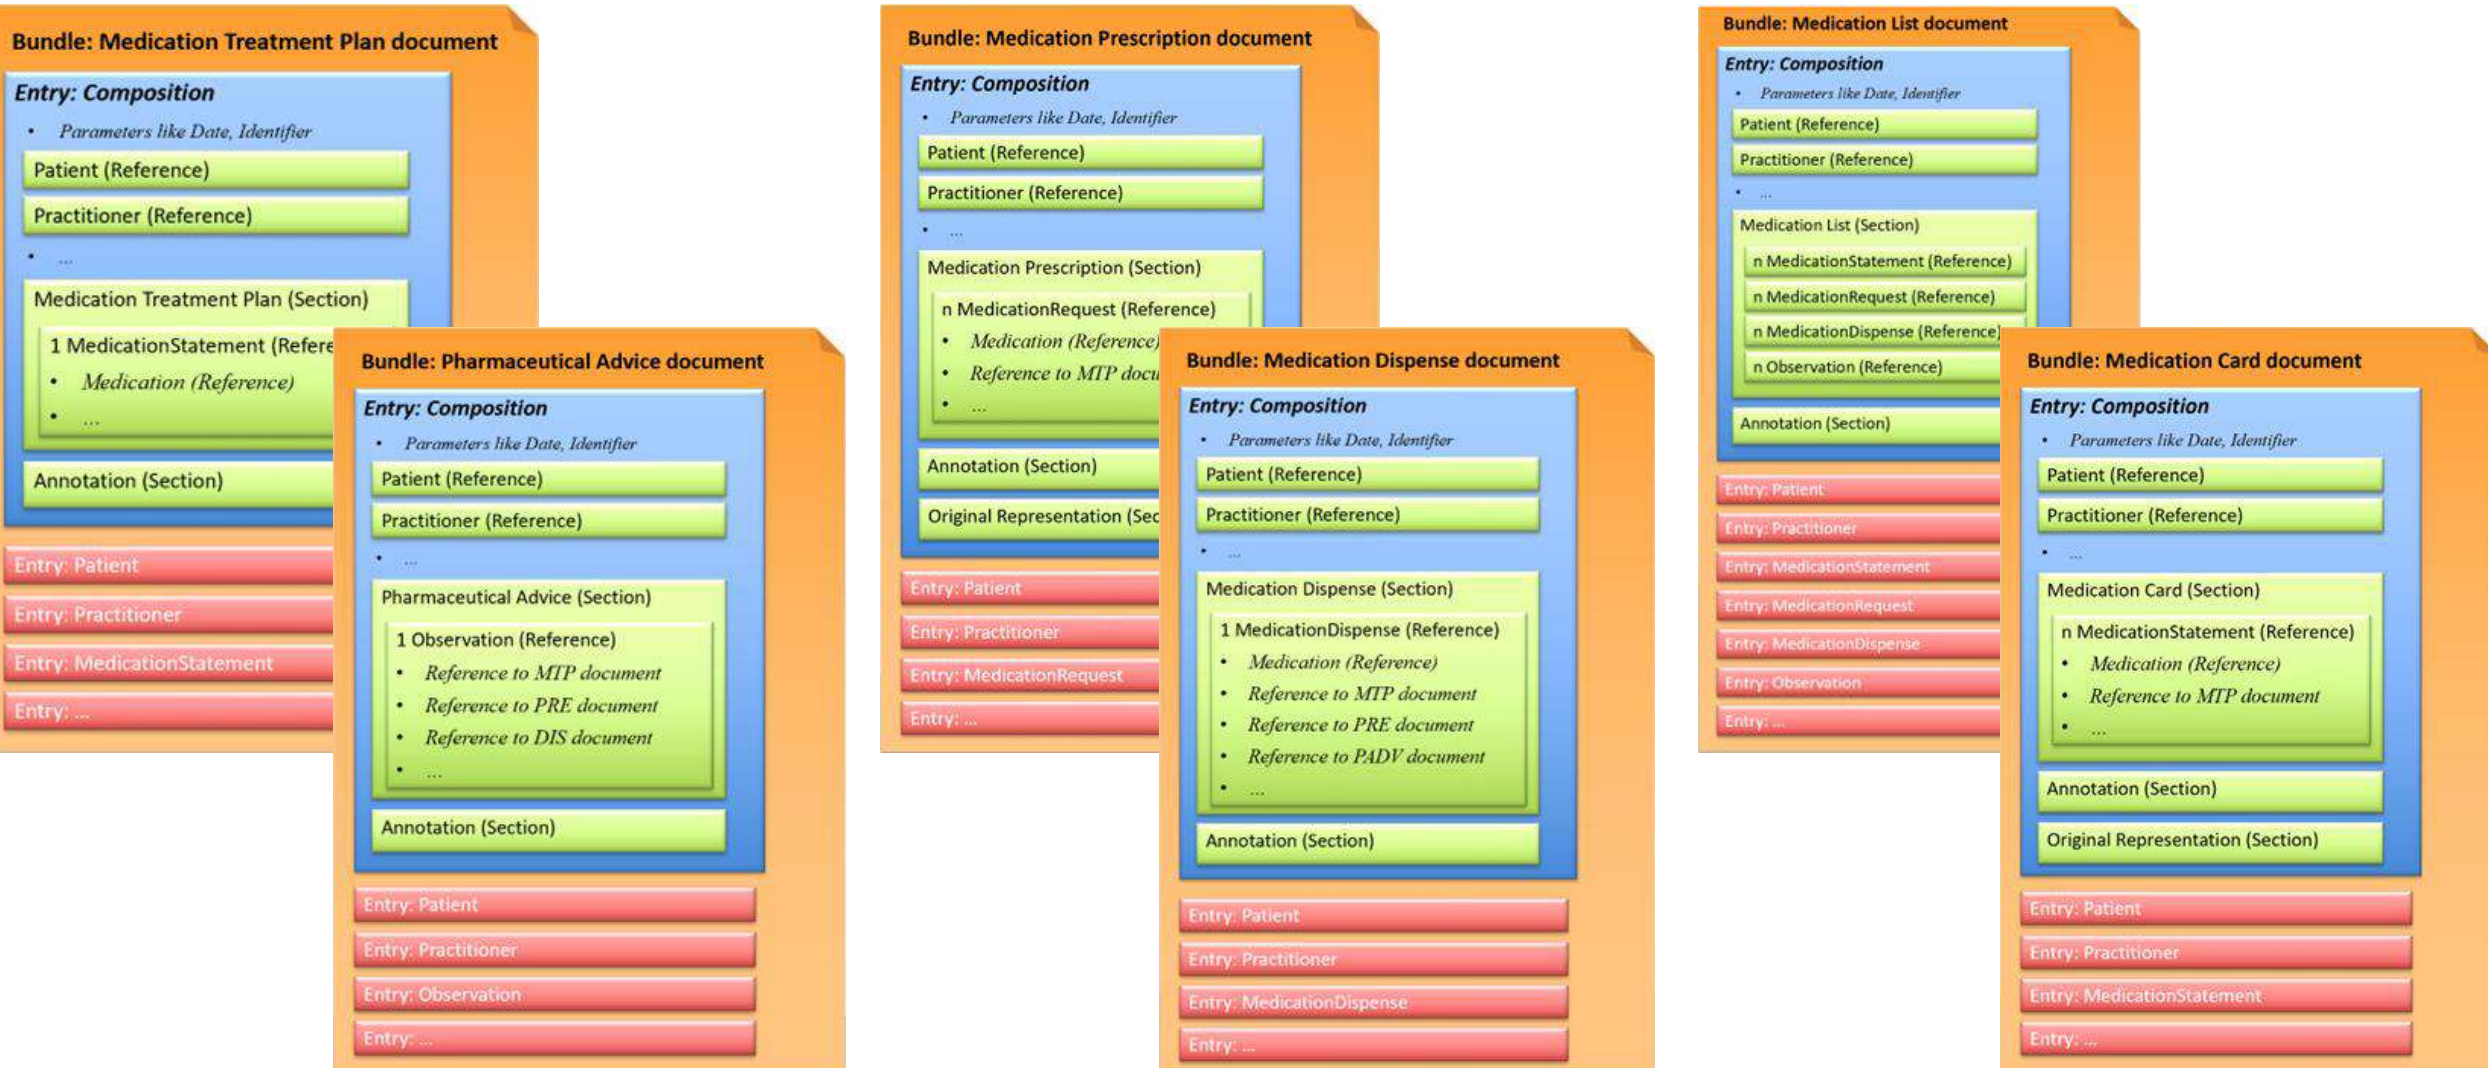 Bundle: Medication Treatment Plan document
Entry: Composition
• Parameters like Date, Identifier
Patient (Reference)
Practitioner (Reference)
• ...
Medication Treatment Plan (Section)
1 MedicationStatement (Refere
• Medication (Reference)
• ...
Annotation (Section)
Entry: Patient
Entry: Practitioner
Entry: MedicationStatement
Entry: ...
Bundle: Pharmaceutical Advice document
Entry: Composition
• Parameters like Date, Identifier
Patient (Reference)
Practitioner (Reference)
• ...
Pharmaceutical Advice (Section)
1 Observation (Reference)
• Reference to MTP document
• Reference to PRE document
• Reference to DIS document
• ...
Annotation (Section)
Entry: Patient
Entry: Practitioner
Entry: Observation
Entry: ...
Bundle: Medication Prescription document
Entry: Composition
• Parameters like Date, Identifier
Patient (Reference)
Practitioner (Reference)
• ...
Medication Prescription (Section)
n MedicationRequest (Reference)
• Medication (Reference)
• Reference to MTP docu
• ...
Annotation (Section)
Original Representation (Sec
Entry: Patient
Entry: Practitioner
Entry: MedicationRequest
Entry: ...
Bundle: Medication Dispense document
Entry: Composition
• Parameters like Date, Identifier
Patient (Reference)
Practitioner (Reference)
• ...
Medication Dispense (Section)
1 MedicationDispense (Reference)
• Medication (Reference)
• Reference to MTP document
• Reference to PRE document
• Reference to PADV document
• ...
Annotation (Section)
Entry: Patient
Entry: Practitioner
Entry: MedicationDispense
Entry: ...
Bundle: Medication List document
Entry: Composition
• Parameters like Date, Identifier
Patient (Reference)
Practitioner (Reference)
• ...
Medication List (Section)
n MedicationStatement (Reference)
n MedicationRequest (Reference)
n MedicationDispense (Reference)
n Observation (Reference)
Annotation (Section)
Entry: Patient
Entry: Practitioner
Entry: MedicationStatement
Entry: MedicationRequest
Entry: MedicationDispense
Entry: Observation
Entry: ...
Bundle: Medication Card document
Entry: Composition
• Parameters like Date, Identifier
Patient (Reference)
Practitioner (Reference)
• ...
Medication Card (Section)
n MedicationStatement (Reference)
• Medication (Reference)
• Reference to MTP document
• ...
Annotation (Section)
Original Representation (Section)
Entry: Patient
Entry: Practitioner
Entry: MedicationStatement
Entry: ...